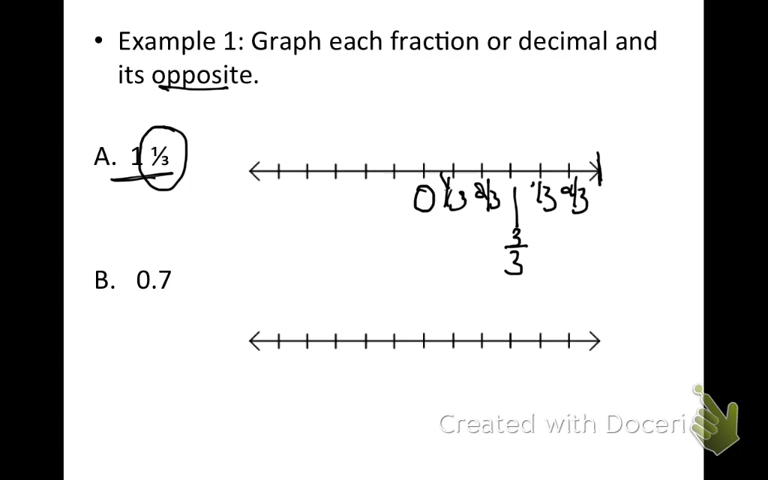 • Example 1: Graph each fraction or decimal and
its opposite.
A. 1 ⅓
0 1/3 2/3 1 1/3 2/3
3
3
B. 0.7
Created with Doceri